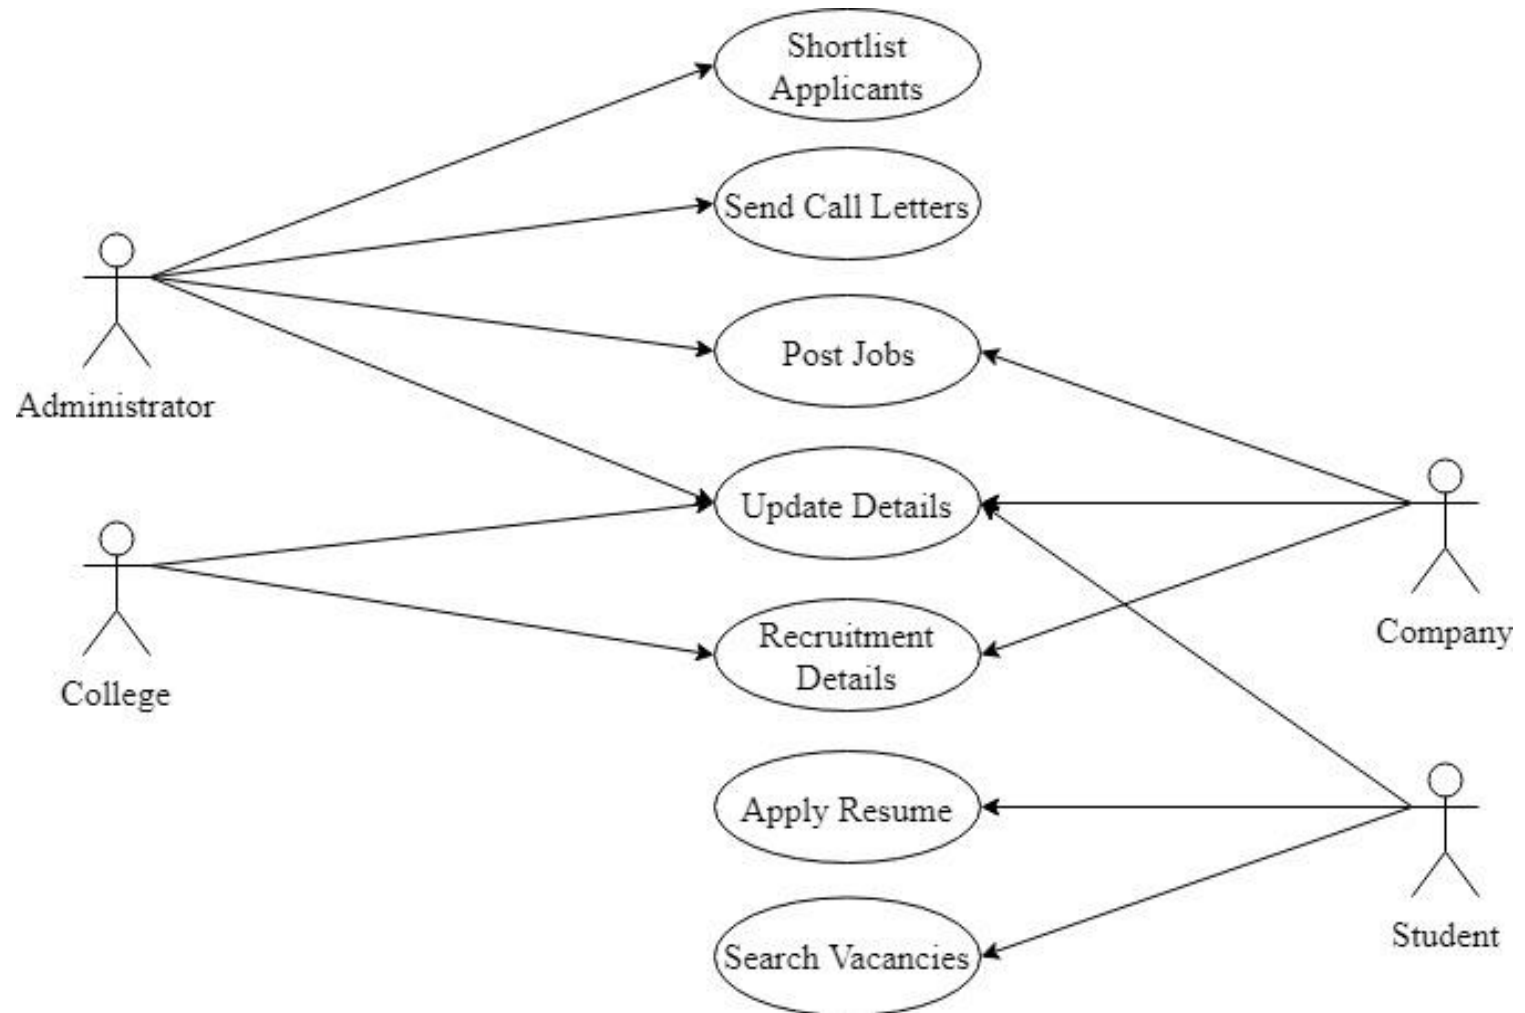 Shortlist
Applicants
Send Call Letters
Post Jobs
Administrator
Update Details
Company
Recruitment
Details
College
Apply Resume
Student
Search Vacancies